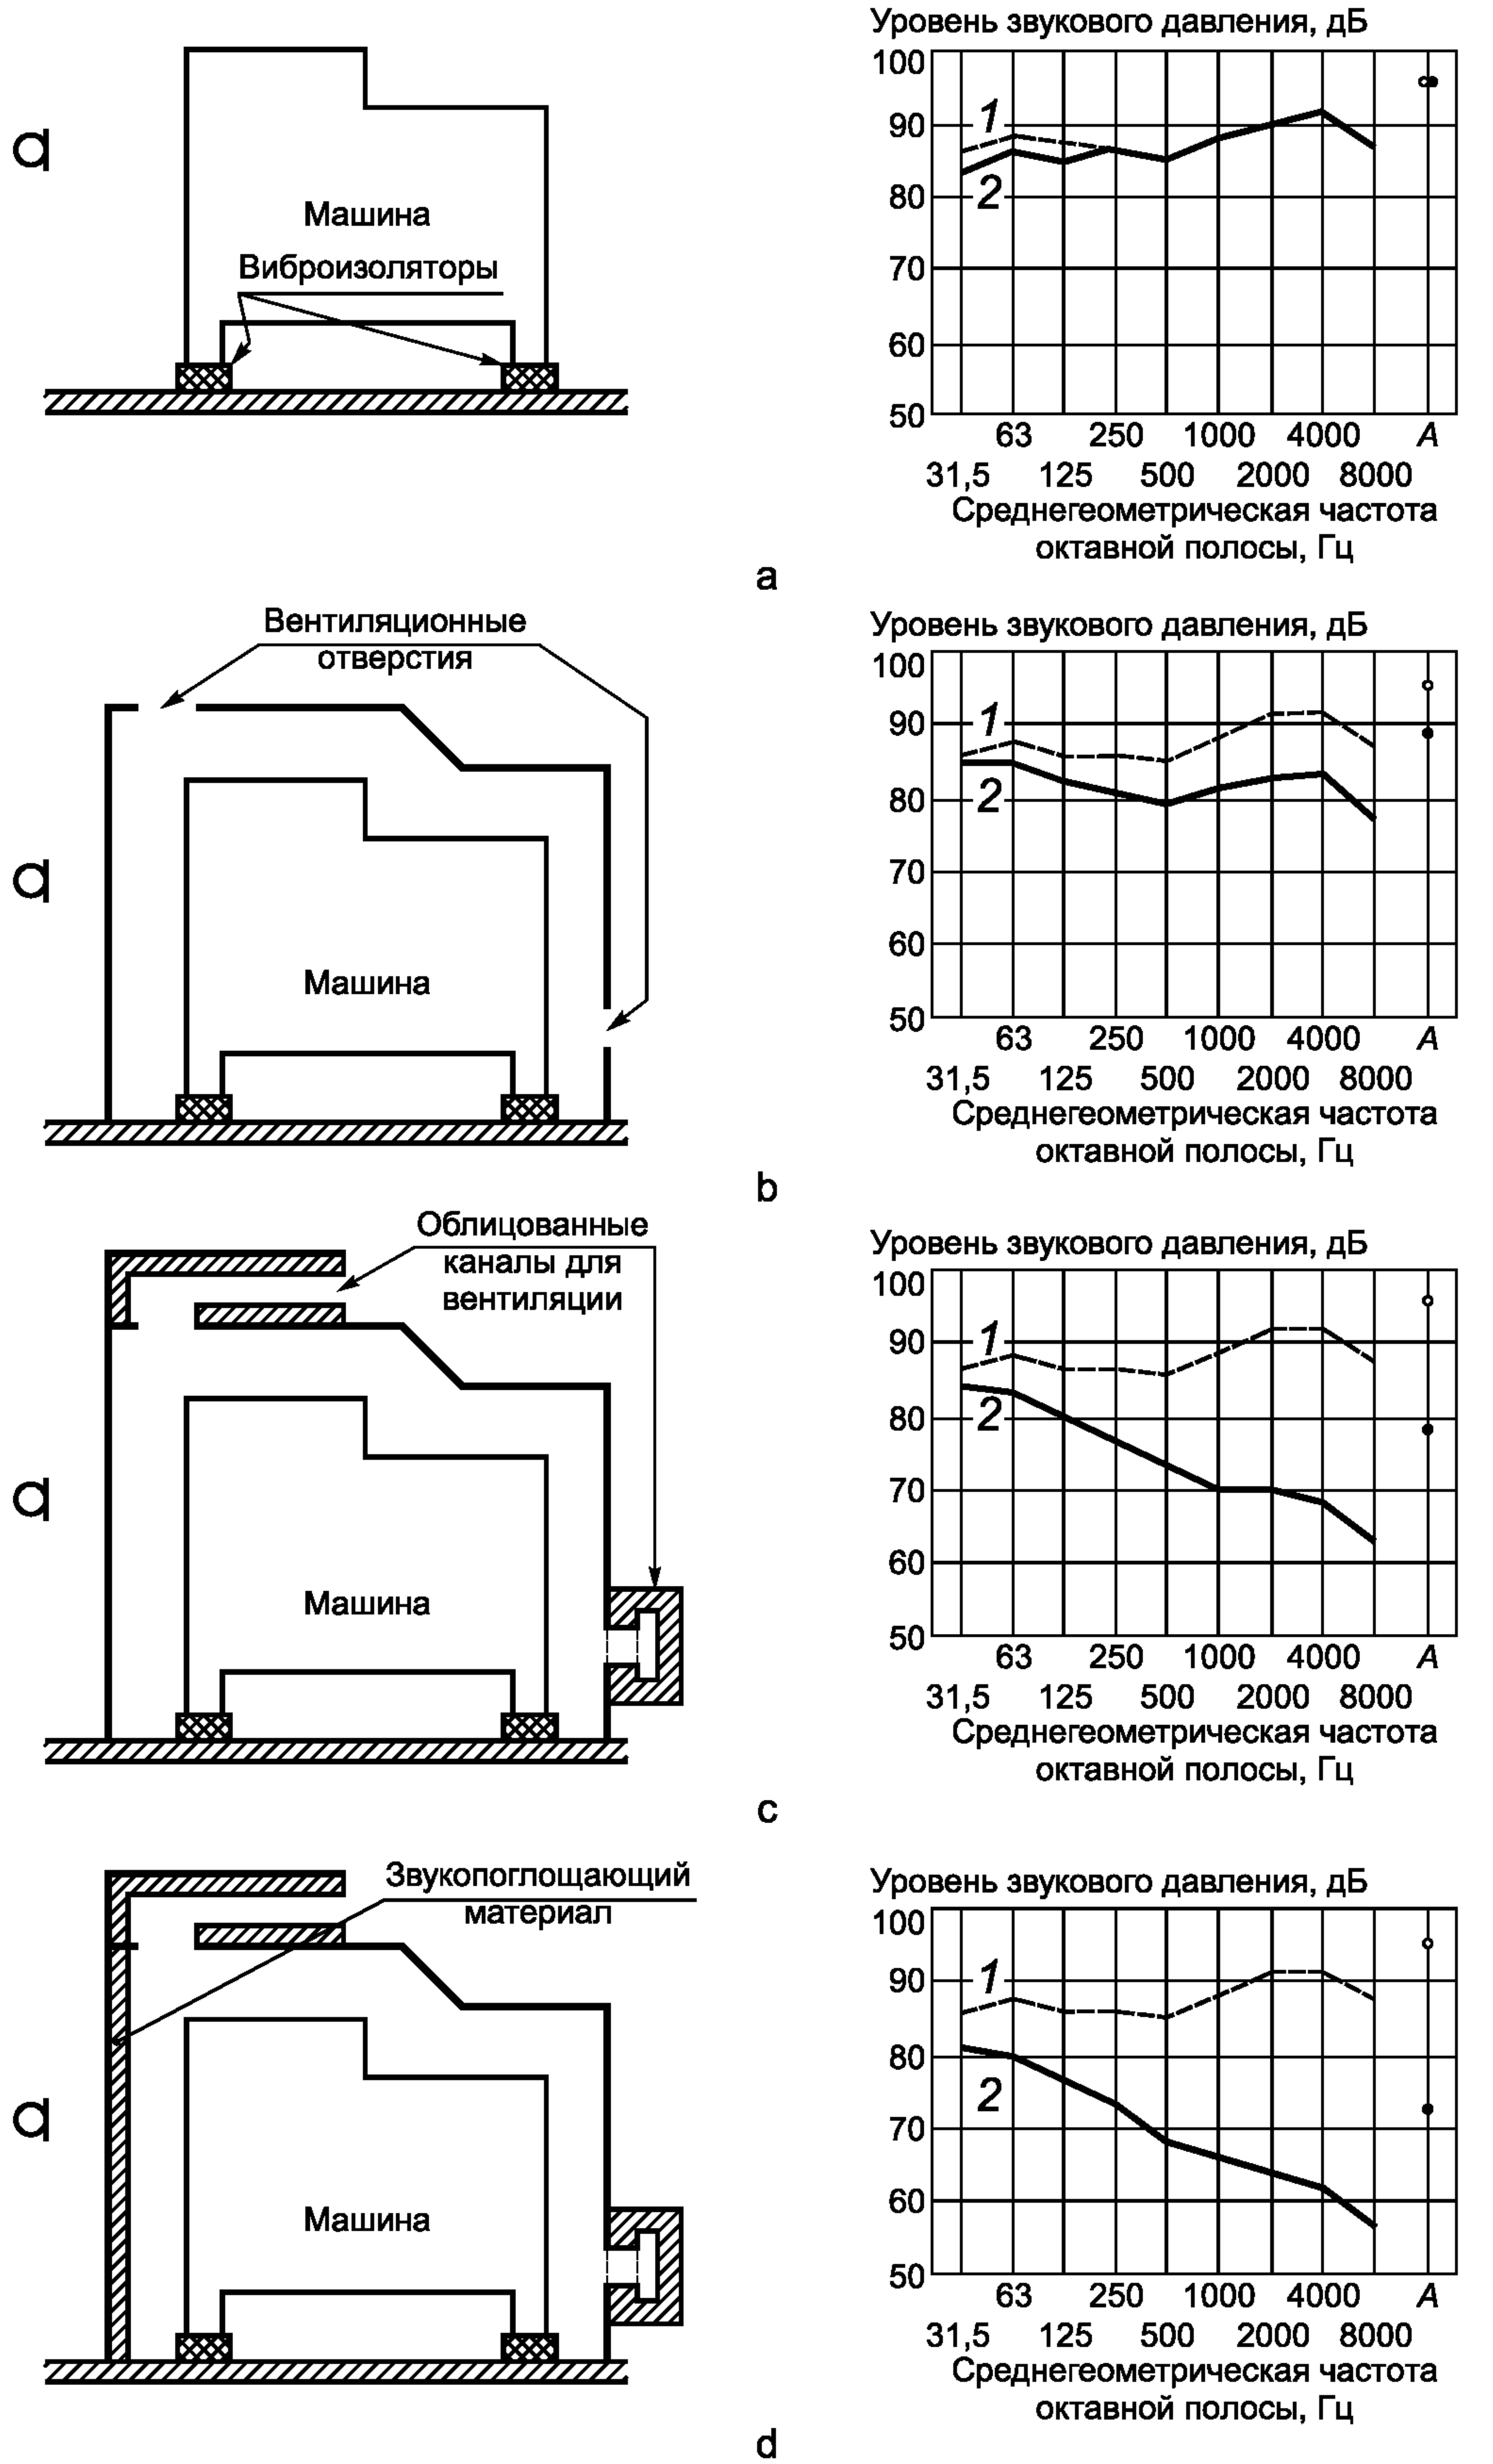 Уровень звукового давления, дБ
100
90
80
70
60
50
1
2
а
Машина
Виброизоляторы
63 250 1000 4000 А
31,5 125 500 2000 8000
Среднегеометрическая частота
октавной полосы, Гц
a
Вентиляционные
отверстия
Уровень звукового давления, дБ
100
90
80
70
60
50
1
2
а
Машина
63 250 1000 4000 А
31,5 125 500 2000 8000
Среднегеометрическая частота
октавной полосы, Гц
b
Облицованные
каналы для
вентиляции
Уровень звукового давления, дБ
100
90
80
70
60
50
1
2
а
Машина
63 250 1000 4000 А
31,5 125 500 2000 8000
Среднегеометрическая частота
октавной полосы, Гц
c
Звукопоглощающий
материал
Уровень звукового давления, дБ
100
90
80
70
60
50
1
2
а
Машина
63 250 1000 4000 А
31,5 125 500 2000 8000
Среднегеометрическая частота
октавной полосы, Гц
d